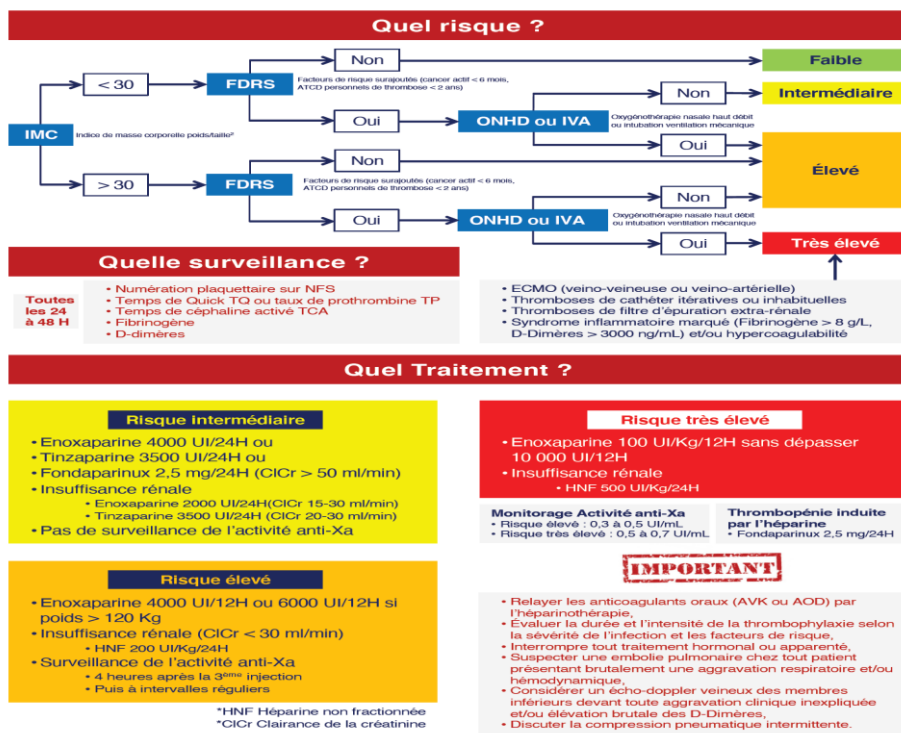 Quel risque ?
Non
Faible
< 30
FDRS
Facteurs de risque surajoutés (cancer actif < 6 mois,
ATCD personnels de thrombose < 2 ans)
Non
Intermédiaire
Oui
ONHD ou IVA
Oxygénothérapie nasale haut débit
ou intubation ventilation mécanique
IMC
Indice de masse corporelle poids/taille²
Oui
Non
Élevé
> 30
FDRS
Facteurs de risque surajoutés (cancer actif < 6 mois,
ATCD personnels de thrombose < 2 ans)
Non
Oui
ONHD ou IVA
Oxygénothérapie nasale haut débit
ou intubation ventilation mécanique
Oui
Très élevé
Quelle surveillance ?
Toutes
les 24
à 48 H
• Numération plaquettaire sur NFS
• Temps de Quick TQ ou taux de prothrombine TP
• Temps de céphaline activé TCA
• Fibrinogène
• D-dimères
• ECMO (veino-veineuse ou veino-artérielle)
• Thromboses de cathéter itératives ou inhabituelles
• Thromboses de filtre d'épuration extra-rénale
• Syndrome inflammatoire marqué (Fibrinogène > 8 g/L,
D-Dimères > 3000 ng/mL) et/ou hypercoagulabilité
Quel Traitement ?
Risque intermédiaire
• Enoxaparine 4000 UI/24H ou
• Tinzaparine 3500 UI/24H ou
• Fondaparinux 2,5 mg/24H (ClCr > 50 ml/min)
• Insuffisance rénale
• Enoxaparine 2000 UI/24H(ClCr 15-30 ml/min)
• Tinzaparine 3500 UI/24H (ClCr 20-30 ml/min)
• Pas de surveillance de l'activité anti-Xa
Risque élevé
• Enoxaparine 4000 UI/12H ou 6000 UI/12H si
poids > 120 Kg
• Insuffisance rénale (ClCr < 30 ml/min)
• HNF 200 UI/Kg/24H
• Surveillance de l'activité anti-Xa
• 4 heures après la 3ème injection
• Puis à intervalles réguliers
*HNF Héparine non fractionnée
*ClCr Clairance de la créatinine
Risque très élevé
• Enoxaparine 100 UI/Kg/12H sans dépasser
10 000 UI/12H
• Insuffisance rénale
• HNF 500 UI/Kg/24H
Monitorage Activité anti-Xa
• Risque élevé : 0,3 à 0,5 UI/mL
• Risque très élevé : 0,5 à 0,7 UI/mL
Thrombopénie induite
par l'héparine
• Fondaparinux 2,5 mg/24H
IMPORTANT
• Relayer les anticoagulants oraux (AVK ou AOD) par
l'héparinothérapie,
• Évaluer la durée et l'intensité de la thrombophylaxie selon
la sévérité de l'infection et les facteurs de risque,
• Interrompre tout traitement hormonal ou apparenté,
• Suspecter une embolie pulmonaire chez tout patient
présentant brutalement une aggravation respiratoire et/ou
hémodynamique,
• Considérer un écho-doppler veineux des membres
inférieurs devant toute aggravation clinique inexpliquée
et/ou élévation brutale des D-Dimères,
• Discuter la compression pneumatique intermittente.